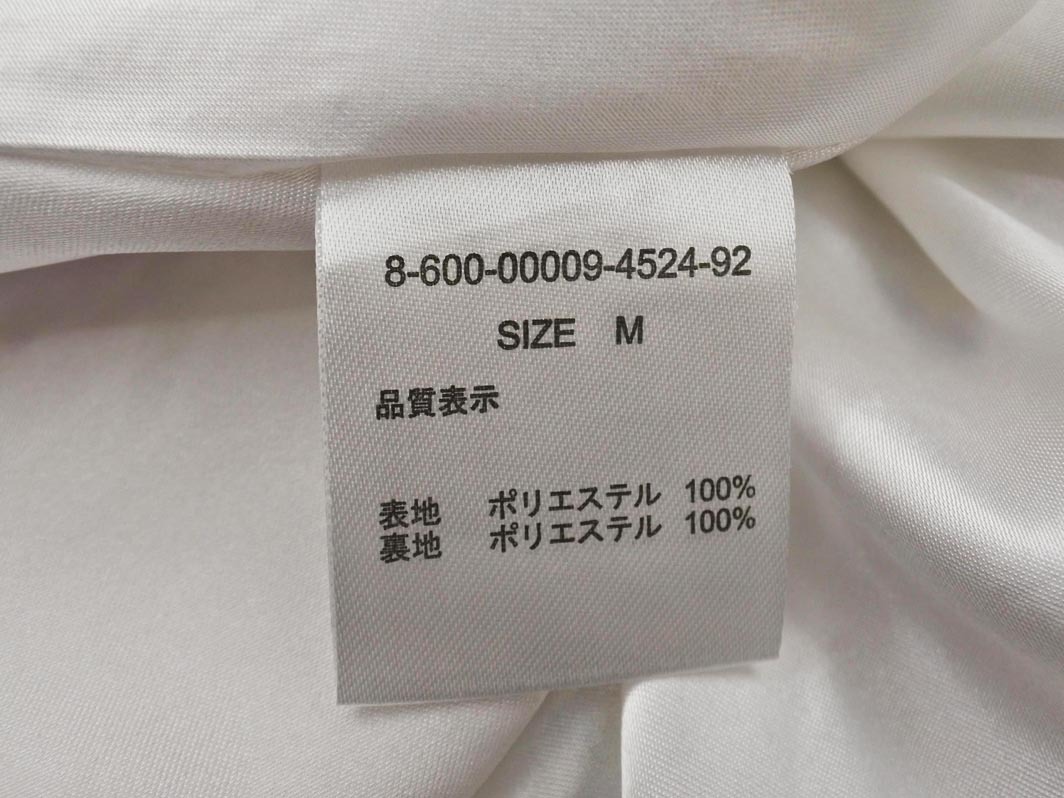 8-600-00009-4524-92
SIZE M
品質表示
表地 ポリエステル 100%
裏地 ポリエステル 100%